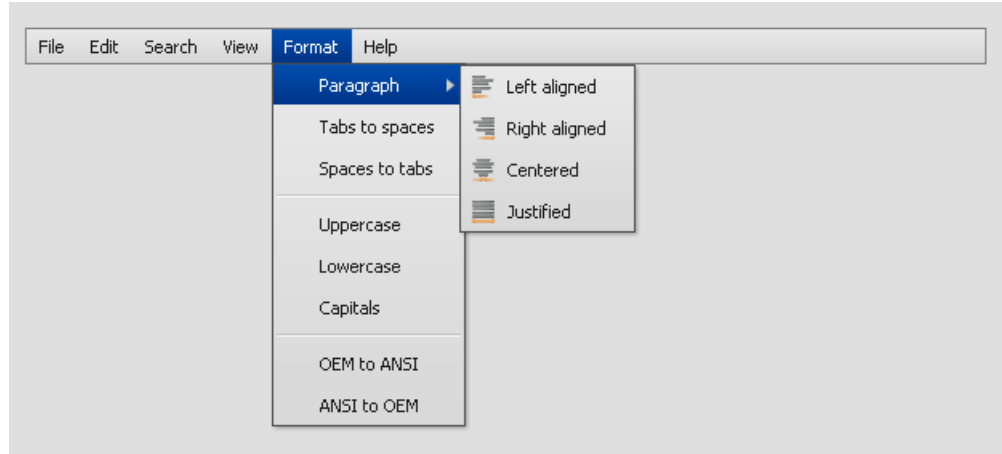 File Edit Search View Format Help
Paragraph
Tabs to spaces
Spaces to tabs
Uppercase
Lowercase
Capitals
OEM to ANSI
ANSI to OEM
Left aligned
Right aligned
Centered
Justified